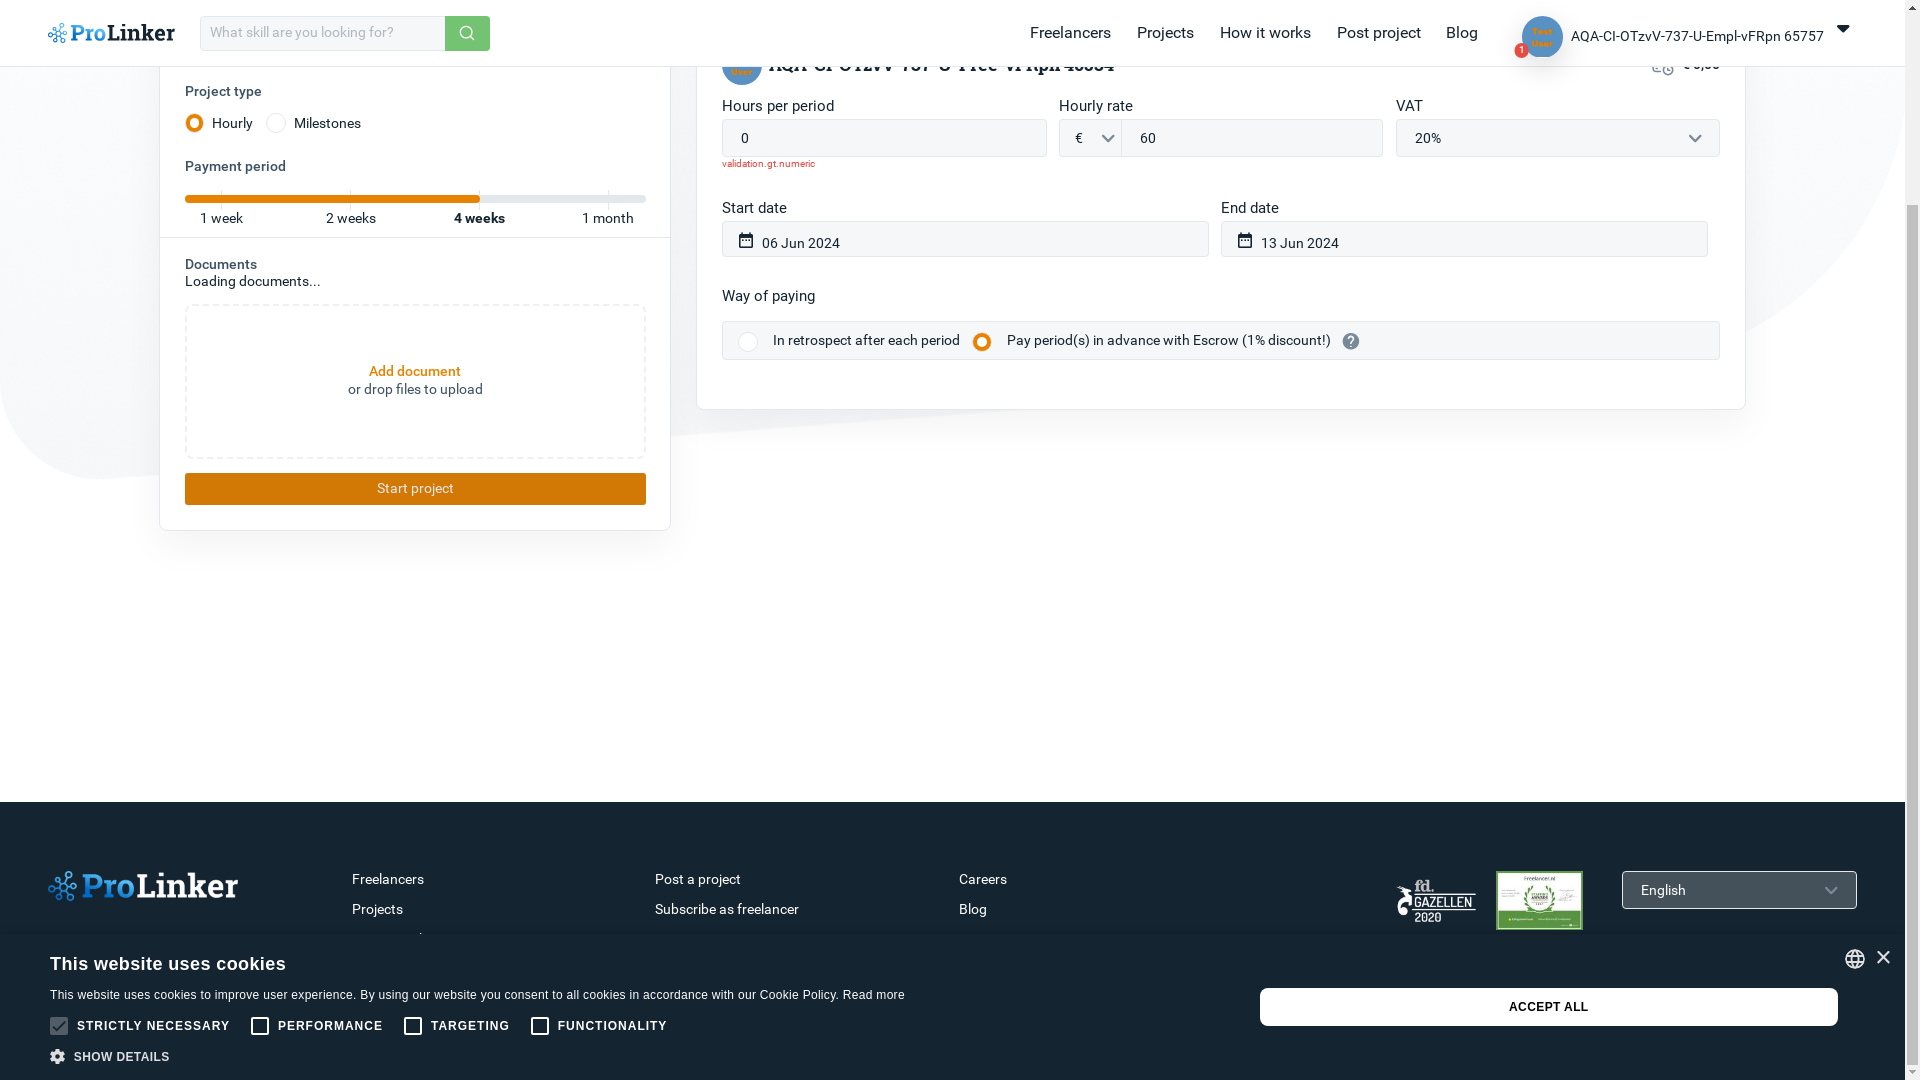 ProLinker
What skill are you looking for?
Freelancers
Projects
How it works
Post project
Blog
1
AQA-CI-OTzvV-737-U-Empl-vFRpn 65757
Project type
Hourly
Milestones
Payment period
1 week
2 weeks
4 weeks
1 month
Documents
Loading documents...
Add document
or drop files to upload
Start project
Hours per period
Hourly rate
VAT
0
€
60
20%
validation.gt.numeric
Start date
End date
06 Jun 2024
13 Jun 2024
Way of paying
In retrospect after each period
Pay period(s) in advance with Escrow (1% discount!)
ProLinker
Freelancers
Projects
Post a project
Subscribe as freelancer
Careers
Blog
fd.
GAZELLEN
2020
English
This website uses cookies
This website uses cookies to improve user experience. By using our website you consent to all cookies in accordance with our Cookie Policy. Read more
STRICTLY NECESSARY
PERFORMANCE
TARGETING
FUNCTIONALITY
SHOW DETAILS
ACCEPT ALL